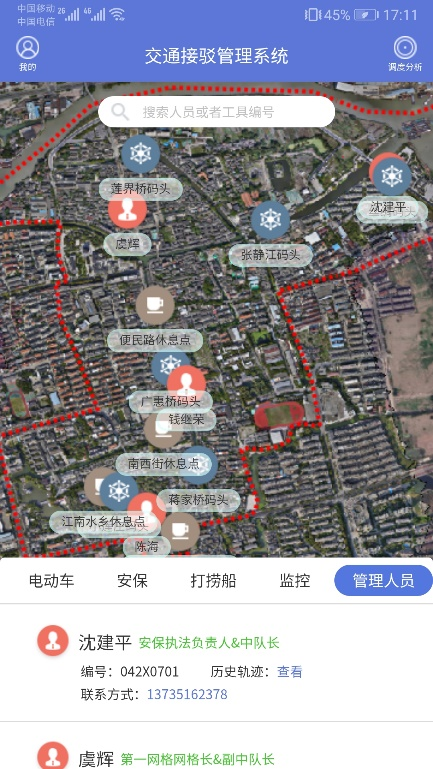 中国移动 2G 4G 45% 17:11
中国电信
我的
交通接驳管理系统
调度分析
搜索人员或者工具编号
莲界桥码头
沈建平
虞辉
张静江码头
便民路休息点
广惠桥码头
钱继荣
南西街休息点
蒋家桥码头
江南水乡休息点
陈海
电动车 安保 打捞船 监控 管理人员
沈建平 安保执法负责人&中队长
编号：042X0701 历史轨迹：查看
联系方式：13735162378
虞辉 第一网格网格长&副中队长